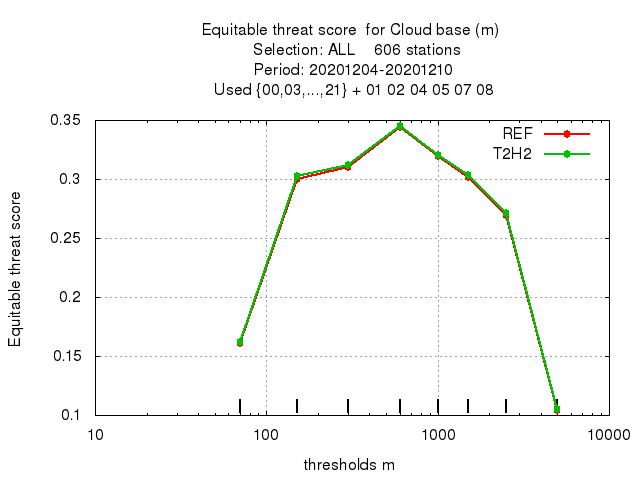 Equitable threat score  for Cloud base (m)
Selection: ALL    606 stations
Period: 20201204-20201210
Used {00,03,...,21} + 01 02 04 05 07 08
0.35
0.3
0.25
0.2
0.15
0.1
Equitable threat score
REF
T2H2
10
100
1000
10000
thresholds m